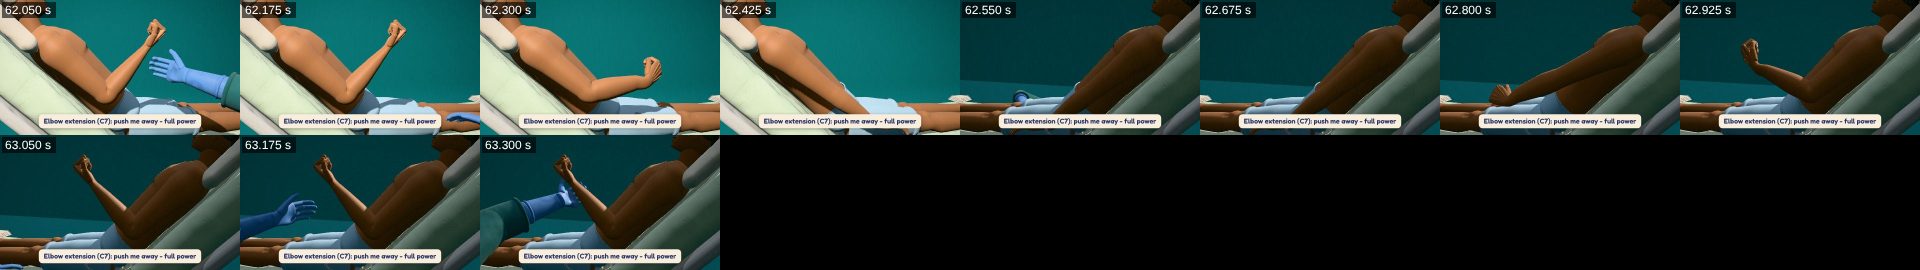 62.050 s
62.175 s
62.300 s
62.425 s
62.550 s
62.675 s
62.800 s
62.925 s
Elbow extension (C7): push me away - full power
Elbow extension (C7): push me away - full power
Elbow extension (C7): push me away - full power
Elbow extension (C7): push me away - full power
Elbow extension (C7): push me away - full power
Elbow extension (C7): push me away - full power
Elbow extension (C7): push me away - full power
Elbow extension (C7): push me away - full power
63.050 s
63.175 s
63.300 s
Elbow extension (C7): push me away - full power
Elbow extension (C7): push me away - full power
Elbow extension (C7): push me away - full power